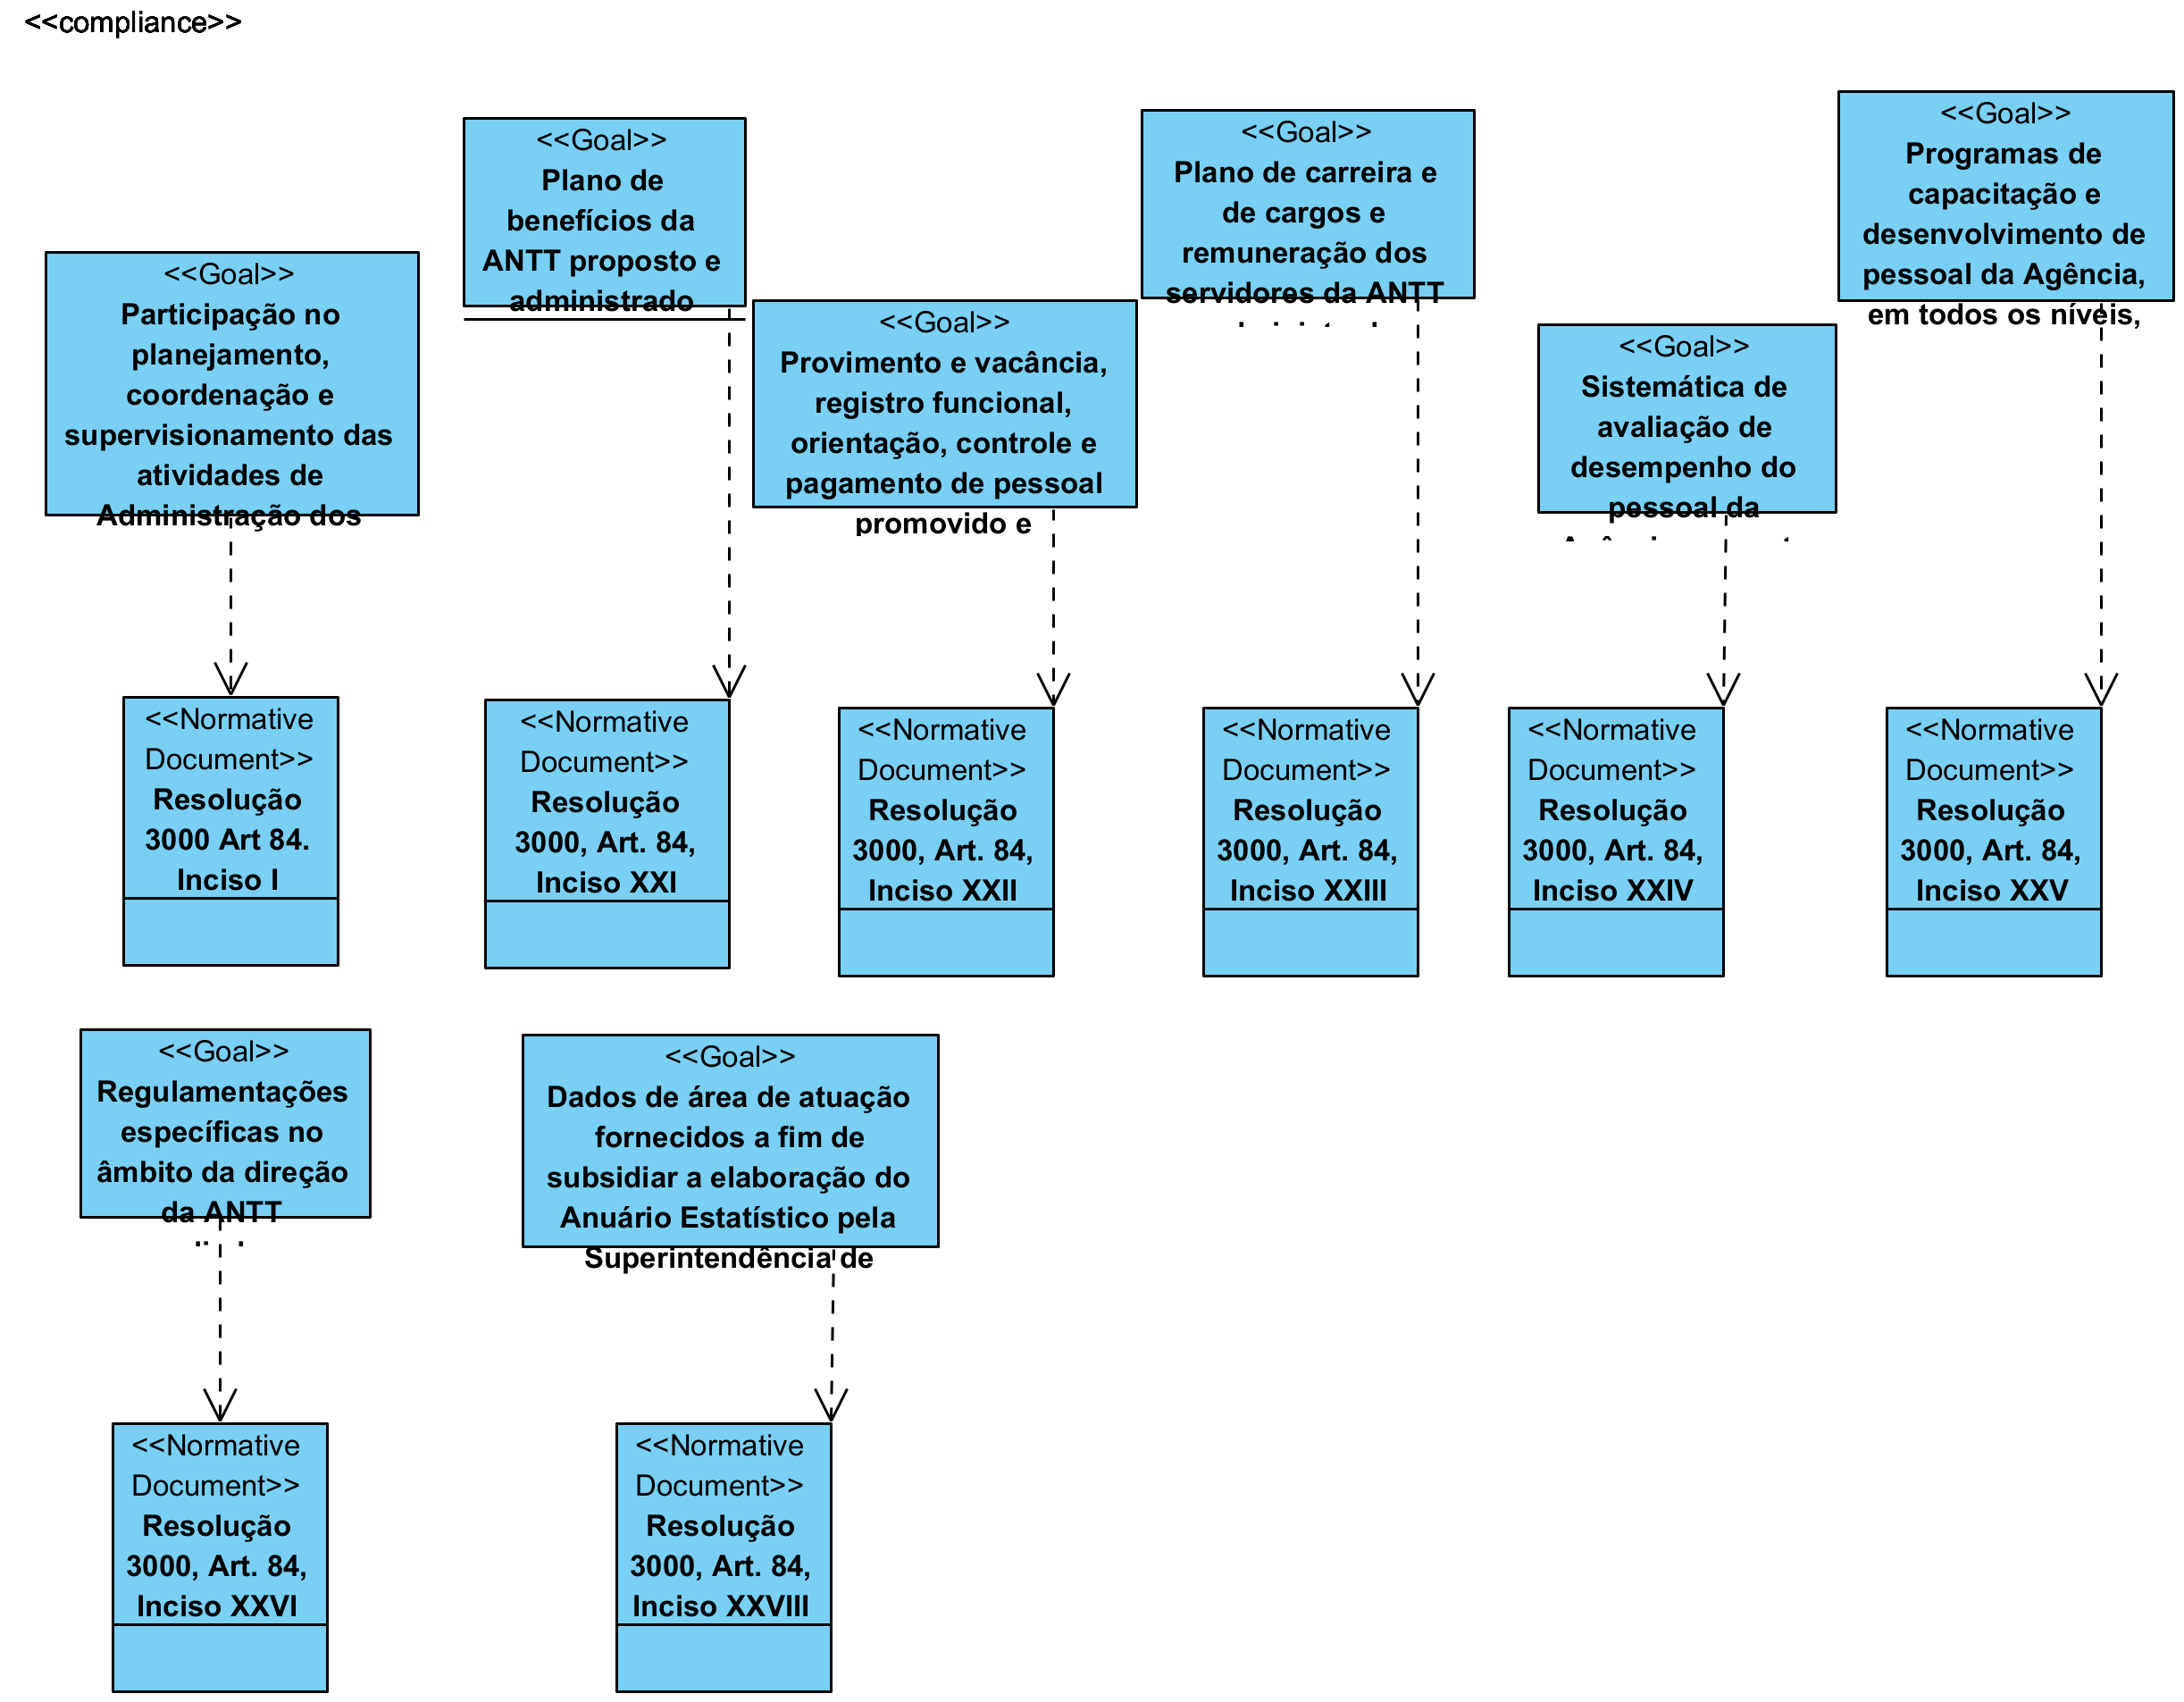 <<compliance>>
<<Goal>>
Participação no
planejamento,
coordenação e
supervisionamento das
atividades de
Administração dos
<<Goal>>
Plano de
benefícios da
ANTT proposto e
administrado
<<Goal>>
Provimento e vacância,
registro funcional,
orientação, controle e
pagamento de pessoal
promovido e
<<Goal>>
Plano de carreira e
de cargos e
remuneração dos
servidores da ANTT
<<Goal>>
Sistemática de
avaliação de
desempenho do
pessoal da
<<Goal>>
Programas de
capacitação e
desenvolvimento de
pessoal da Agência,
em todos os níveis,
<<Normative
Document>>
Resolução
3000 Art 84.
Inciso I
<<Normative
Document>>
Resolução
3000, Art. 84,
Inciso XXI
<<Normative
Document>>
Resolução
3000, Art. 84,
Inciso XXII
<<Normative
Document>>
Resolução
3000, Art. 84,
Inciso XXIII
<<Normative
Document>>
Resolução
3000, Art. 84,
Inciso XXIV
<<Normative
Document>>
Resolução
3000, Art. 84,
Inciso XXV
<<Goal>>
Regulamentações
específicas no
âmbito da direção
da ANTT
<<Goal>>
Dados de área de atuação
fornecidos a fim de
subsidiar a elaboração do
Anuário Estatístico pela
Superintendência de
<<Normative
Document>>
Resolução
3000, Art. 84,
Inciso XXVI
<<Normative
Document>>
Resolução
3000, Art. 84,
Inciso XXVIII